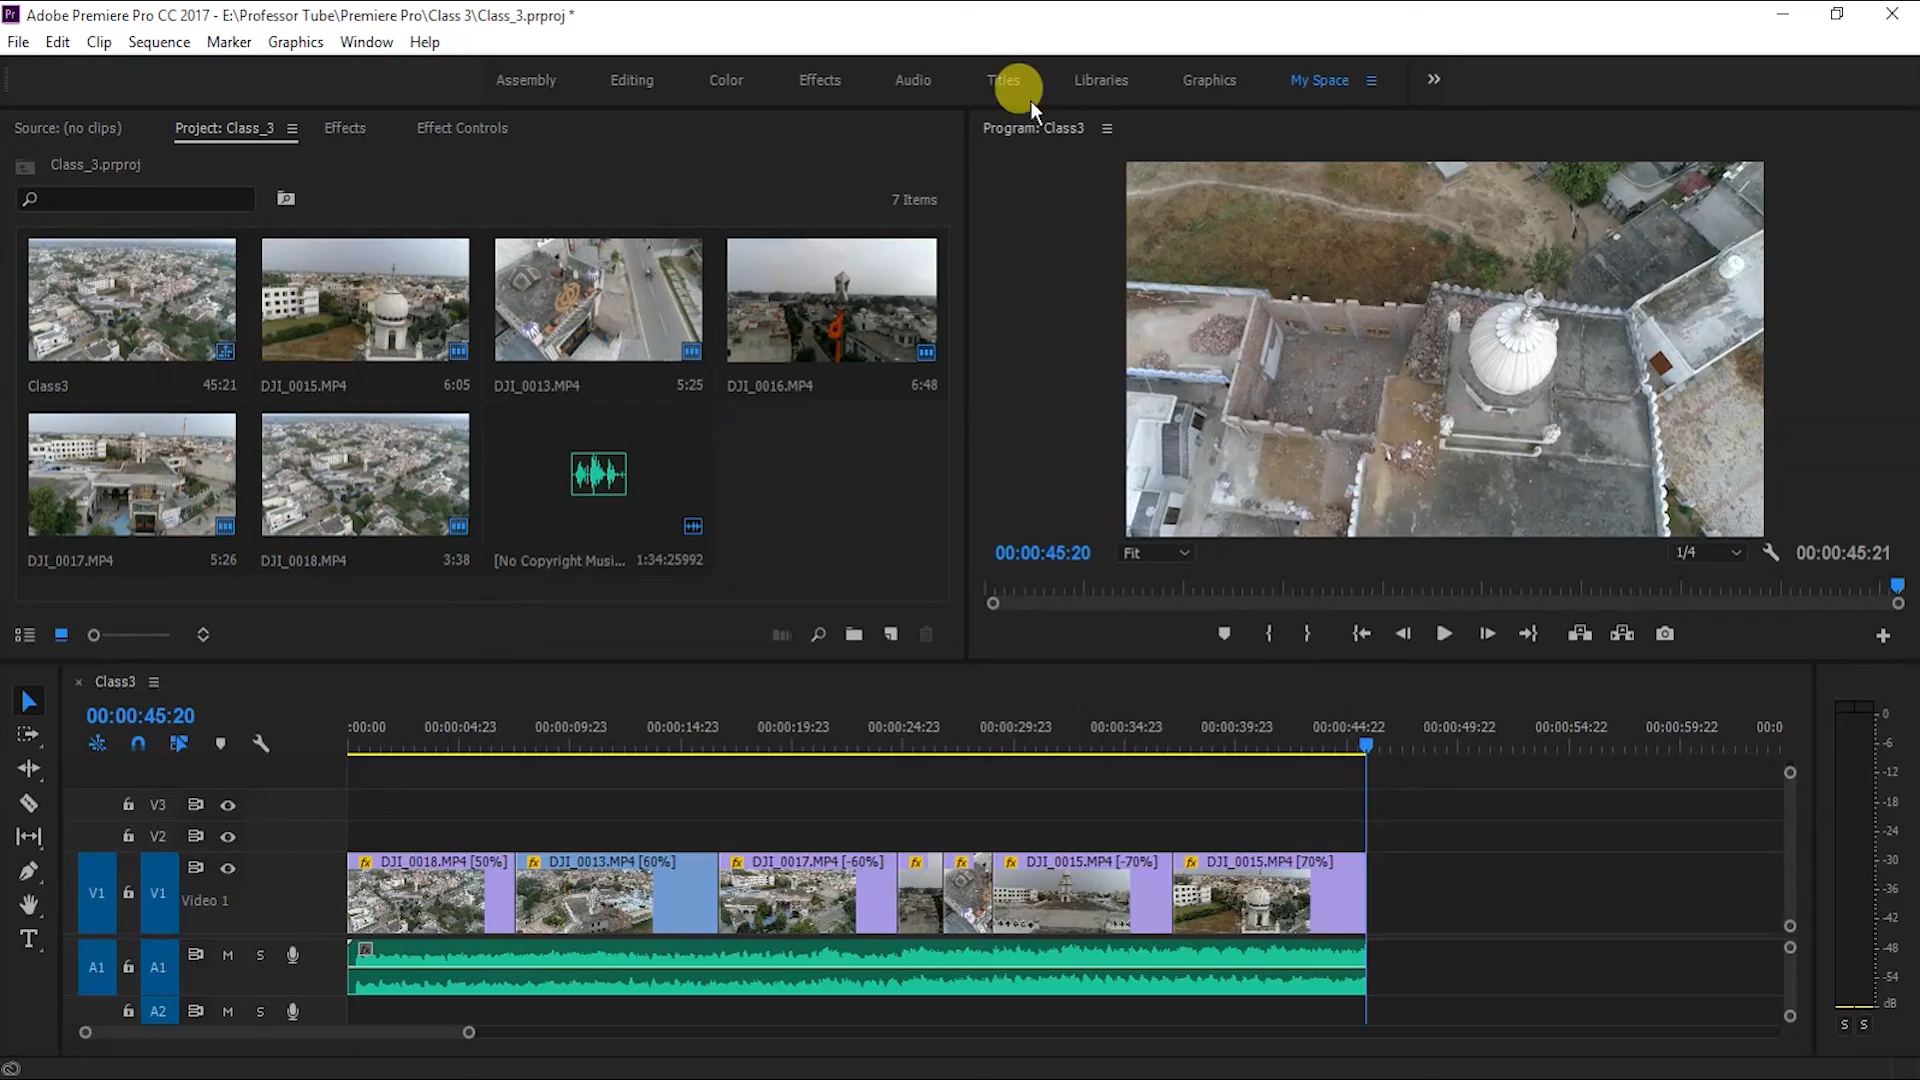 Adobe Premiere Pro CC 2017 - E:\Professor Tube\Premiere Pro\Class 3\Class_3.prproj *
File Edit Clip Sequence Marker Graphics Window Help
Assembly Editing Color Effects Audio Titles Libraries Graphics My Space
Source: (no clips) Project: Class_3 Effects Effect Controls
Program: Class3
Class_3.prproj
7 Items
Class3 45:21 DJI_0015.MP4 6:05 DJI_0013.MP4 5:25 DJI_0016.MP4 6:48
DJI_0017.MP4 5:26 DJI_0018.MP4 3:38 [No Copyright Musi... 1:34:25992
00:00:45:20 Fit 1/4 00:00:45:21
Class3
00:00:45:20
:00:00 00:00:04:23 00:00:09:23 00:00:14:23 00:00:19:23 00:00:24:23 00:00:29:23 00:00:34:23 00:00:39:23 00:00:44:22 00:00:49:22 00:00:54:22 00:00:59:22 00:0
V3
V2
DJI_0018.MP4 [50%] DJI_0013.MP4 [60%] DJI_0017.MP4 [-60%] DJI_0015.MP4 [-70%] DJI_0015.MP4 [70%]
V1 V1 Video 1
A1 A1 M S
A2 M S
0
-6
-12
-18
-24
-30
-36
-42
-48
-54
dB
S S